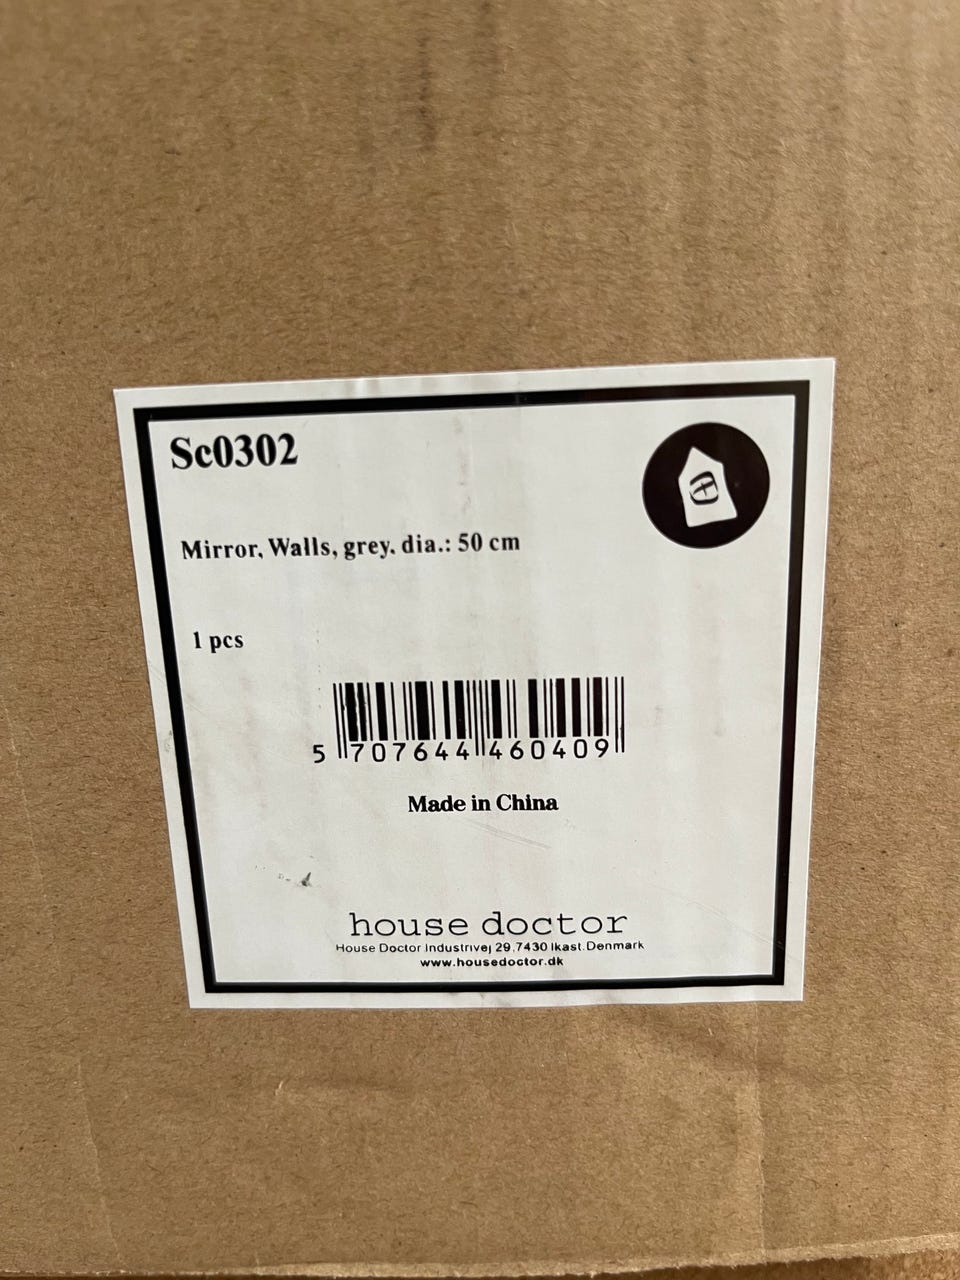 Sc0302
Mirror, Walls, grey, dia.: 50 cm
1 pcs
5 707644 460409
Made in China
house doctor
House Doctor Industrivej 29,7430 Ikast.Denmark
www.housedoctor.dk